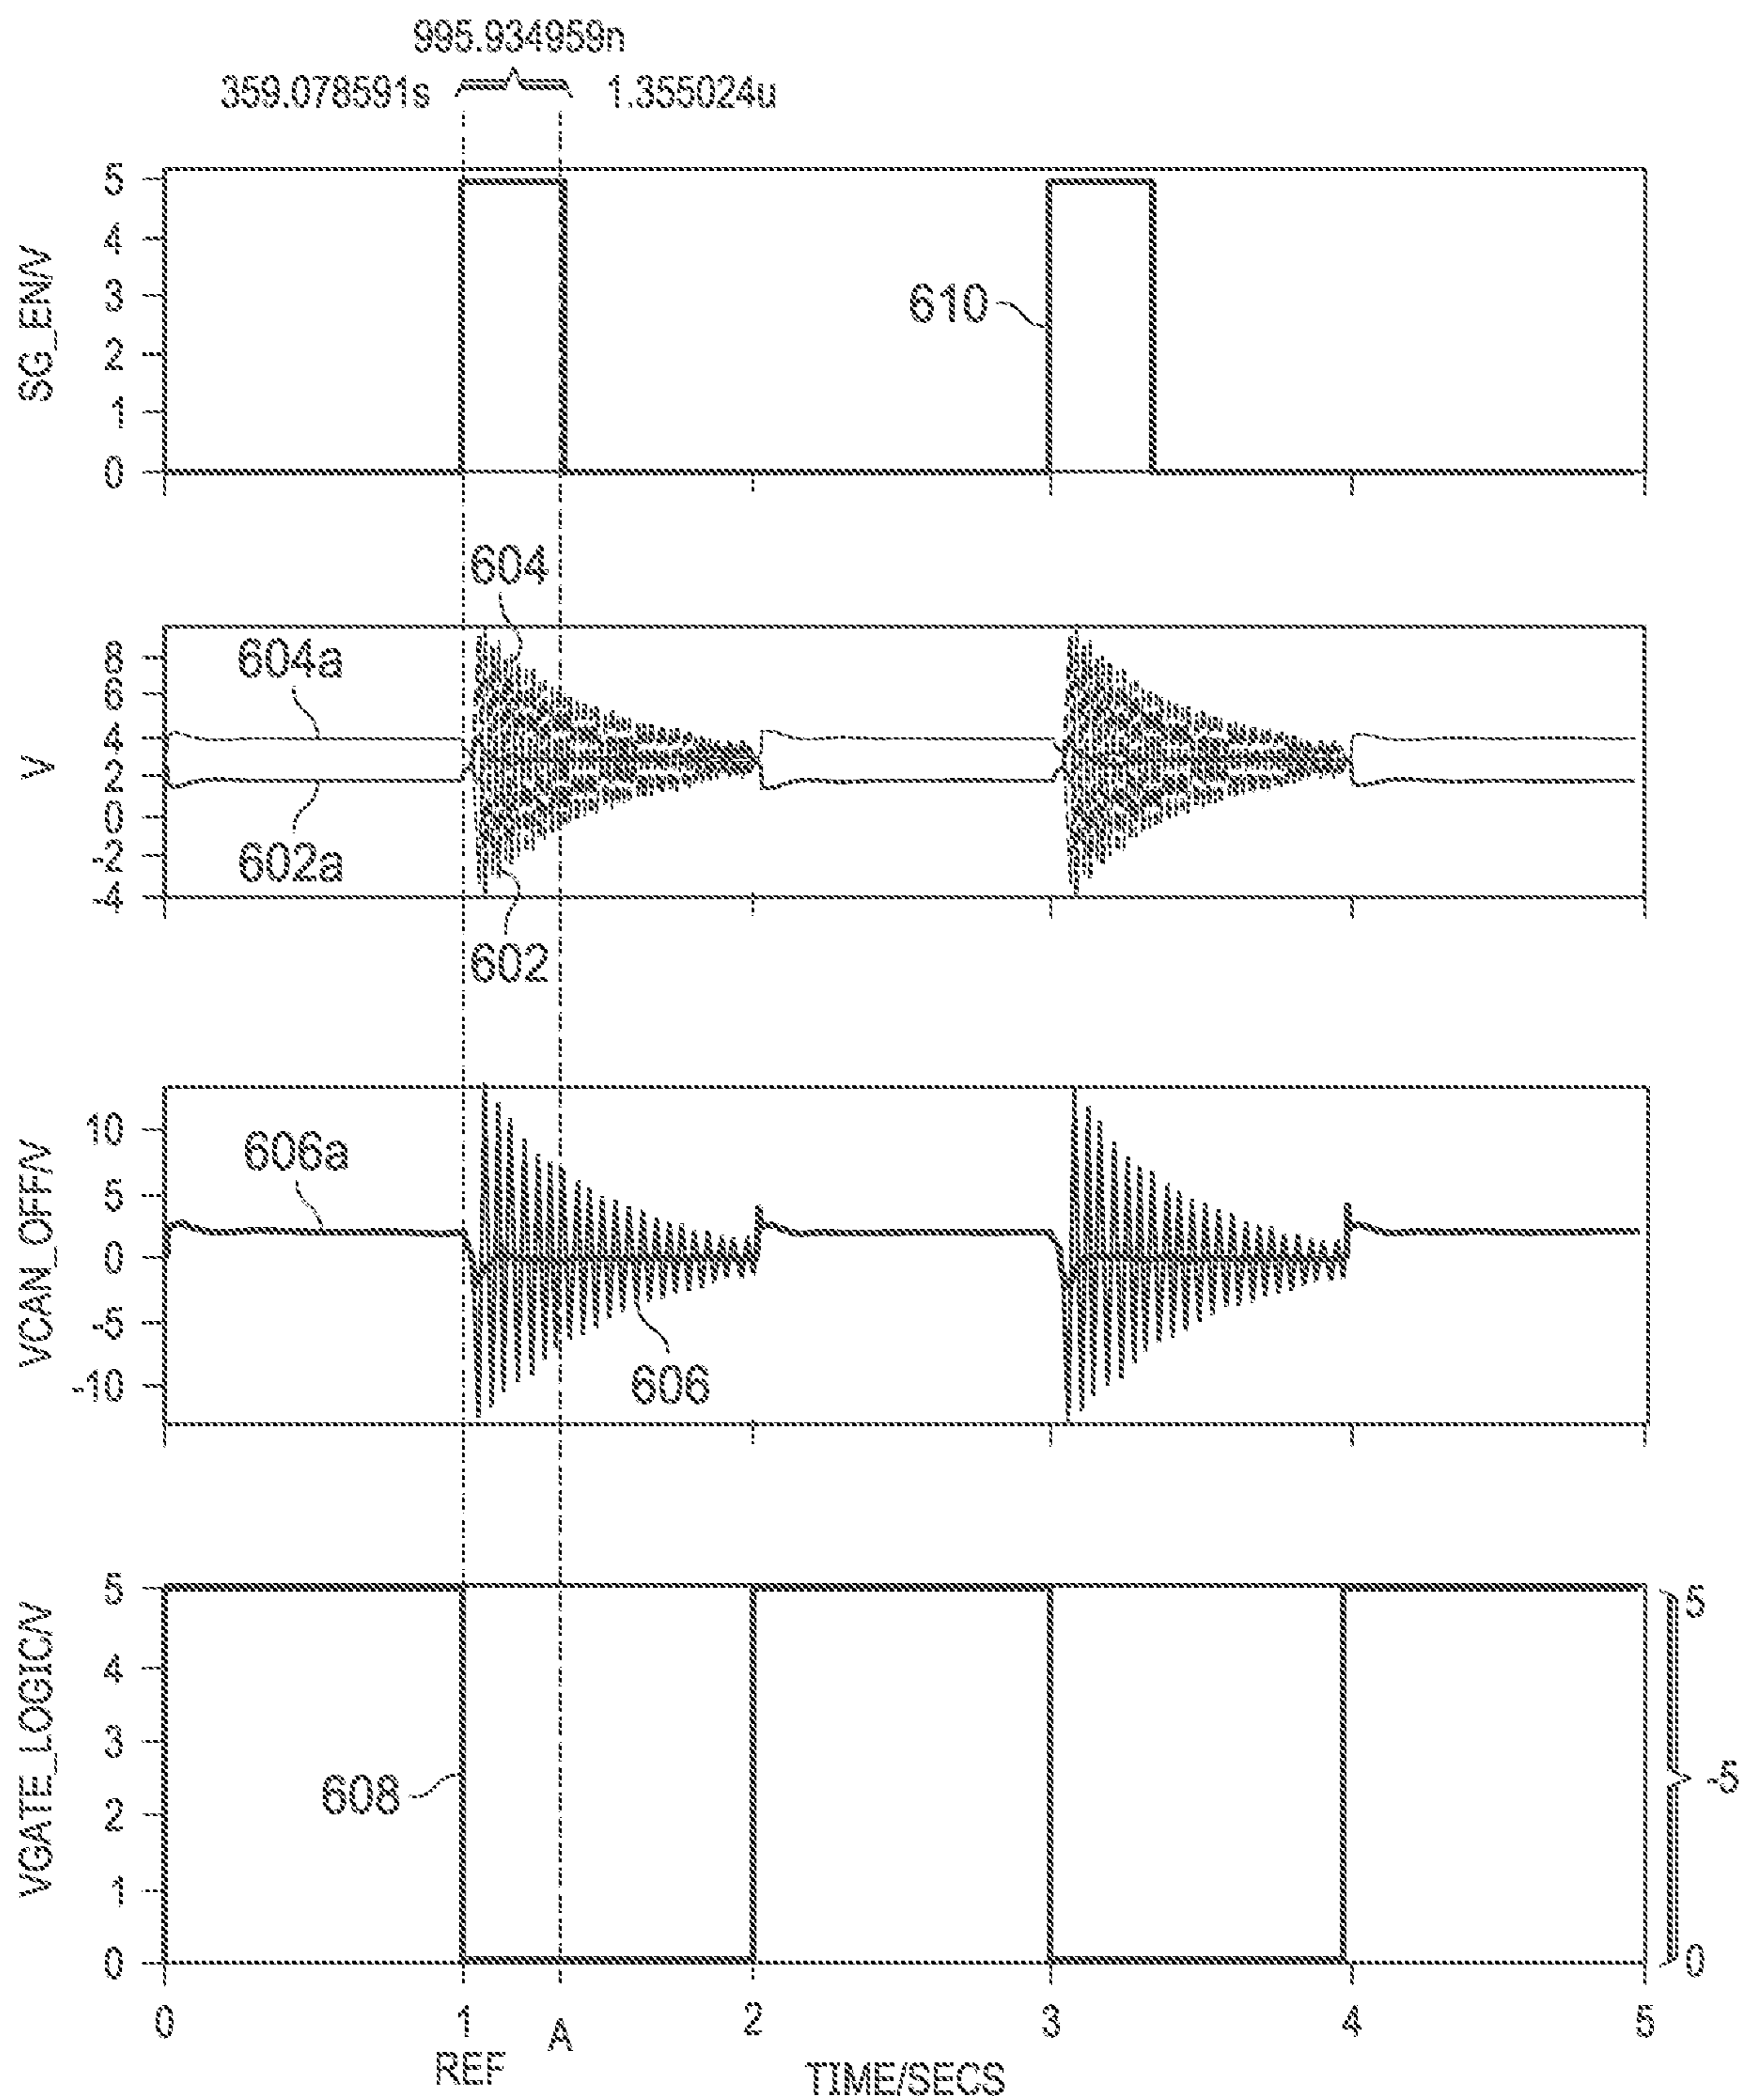 995.934959n
359.078591s 1.355024u
SG_EN/V
5
4
3
2
1
0
610
604
V
8
6
4
2
0
-2
-4
604a
602a
602
VCAN_OFF/V
10
5
0
-5
-10
606a
606
VGATE_LOGIC/V
5
4
3
2
1
0
608
5
-5
0
0 1 A 2 3 4 5
REF TIME/SECS